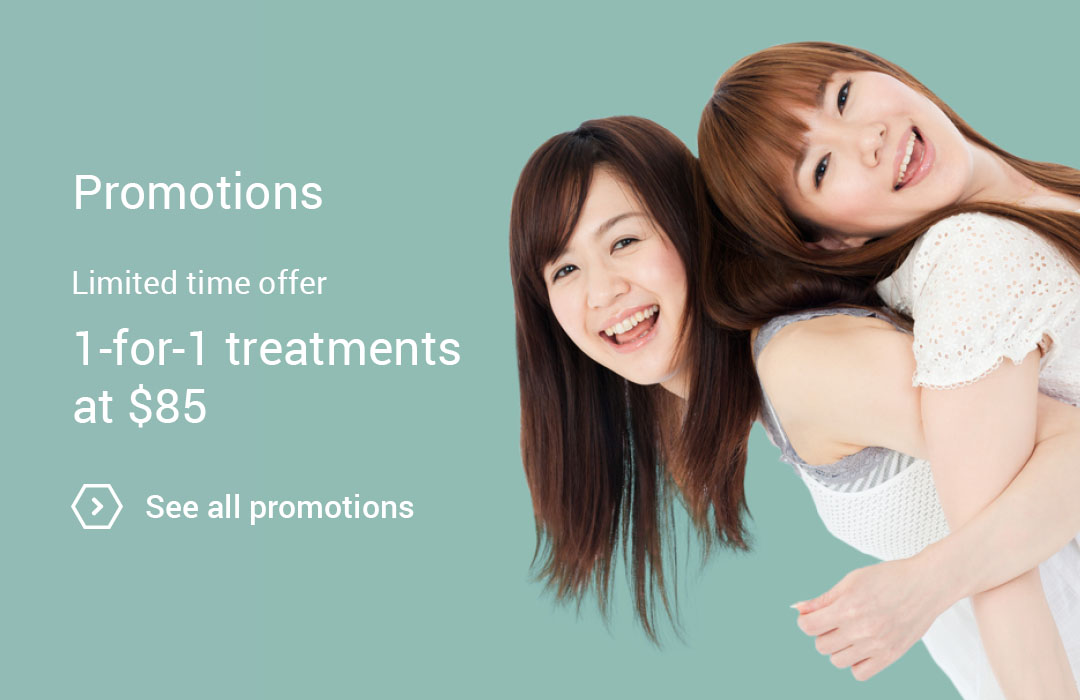 Promotions
Limited time offer
1-for-1 treatments
at $85
See all promotions